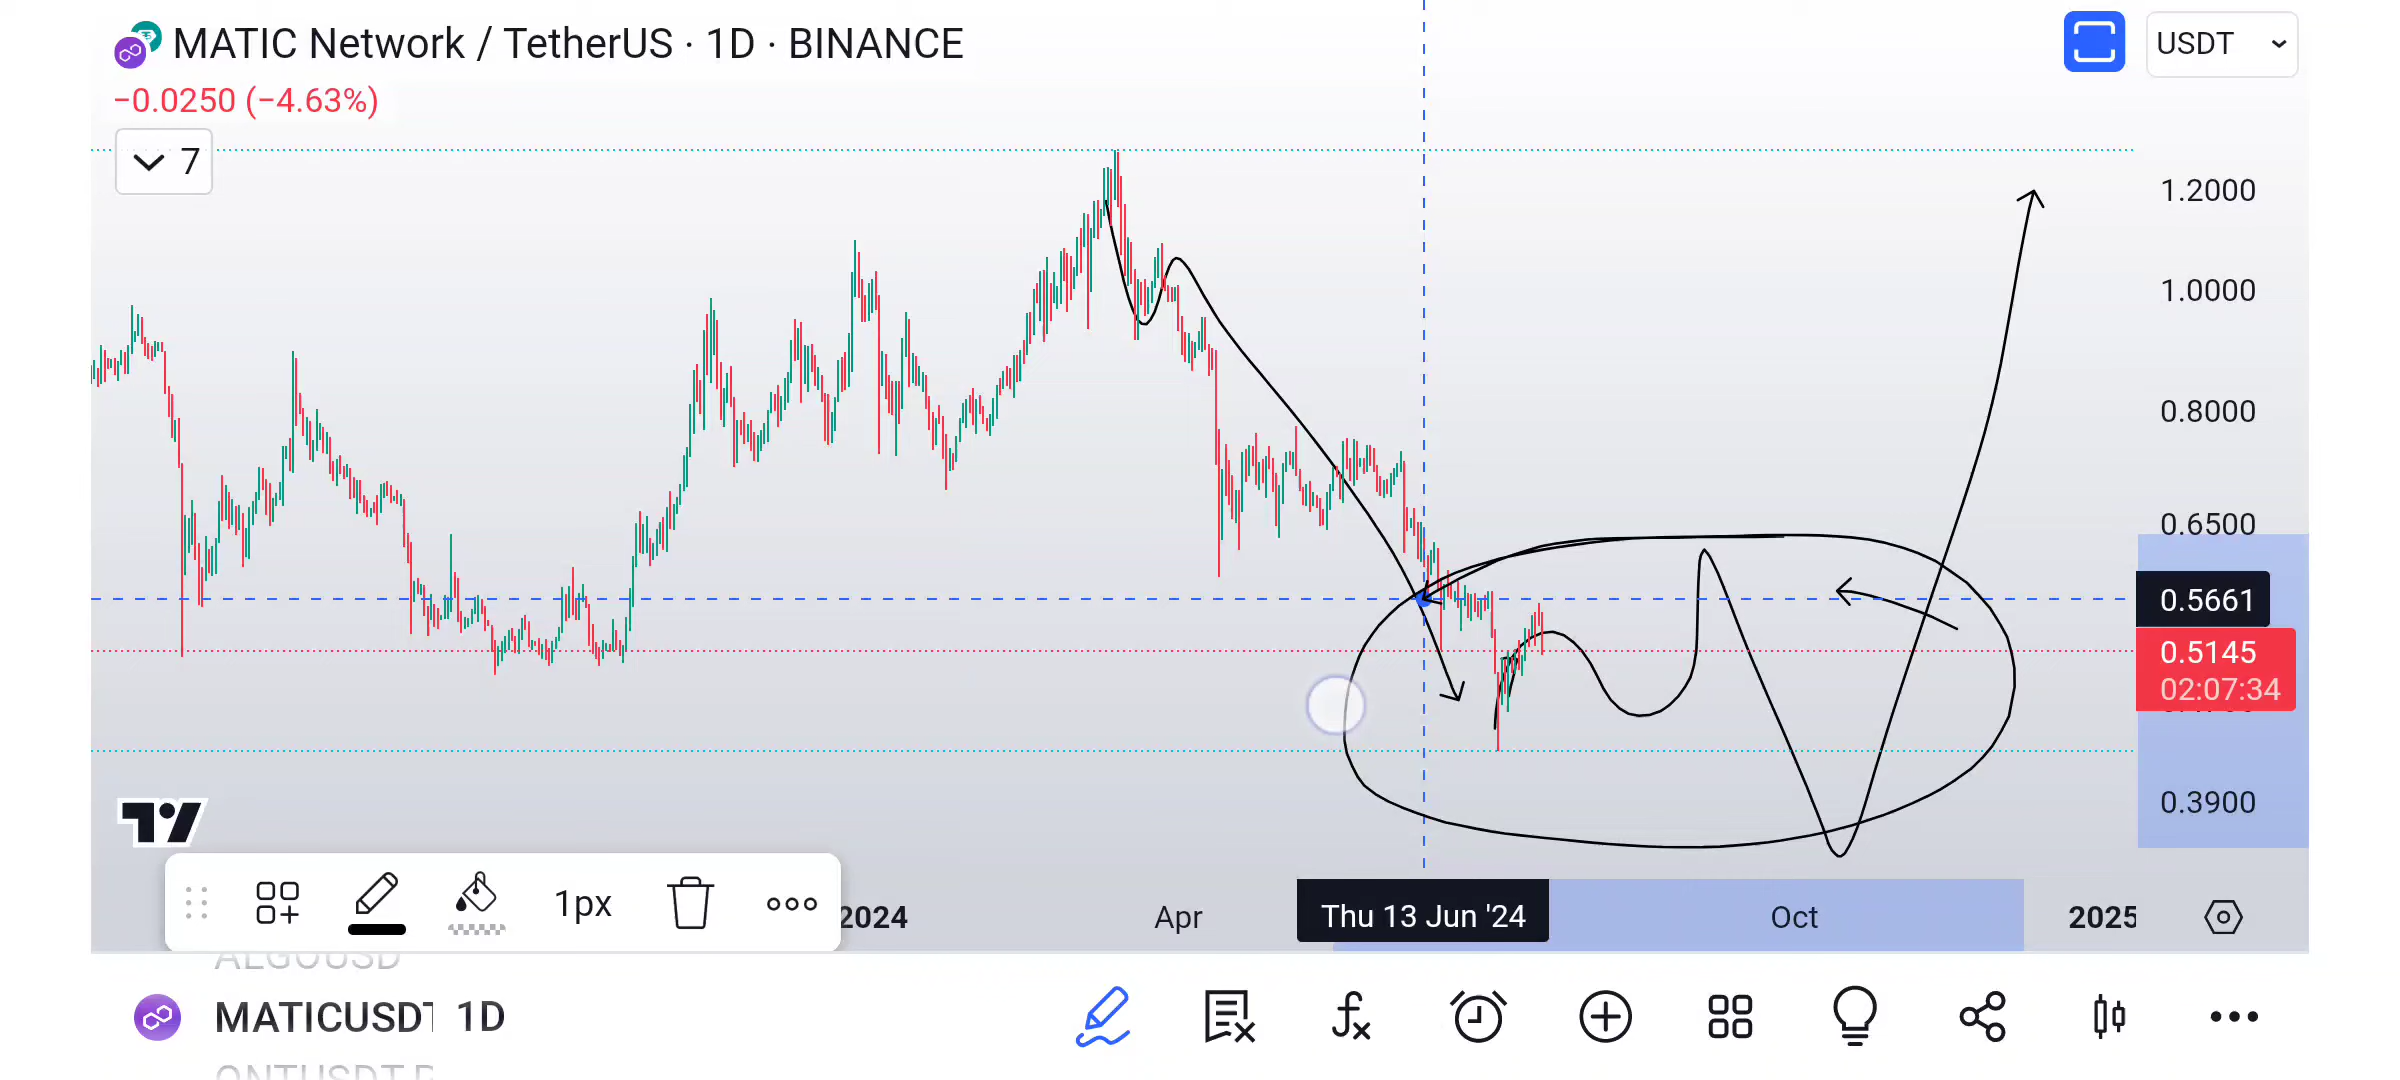 MATIC Network / TetherUS · 1D · BINANCE
USDT
−0.0250 (−4.63%)
7
1.2000
1.0000
0.8000
0.6500
0.5661
0.5145
02:07:34
0.3900
1px
2024
Apr
Thu 13 Jun '24
Oct
2025
ALGOUSD
MATICUSDT 1D